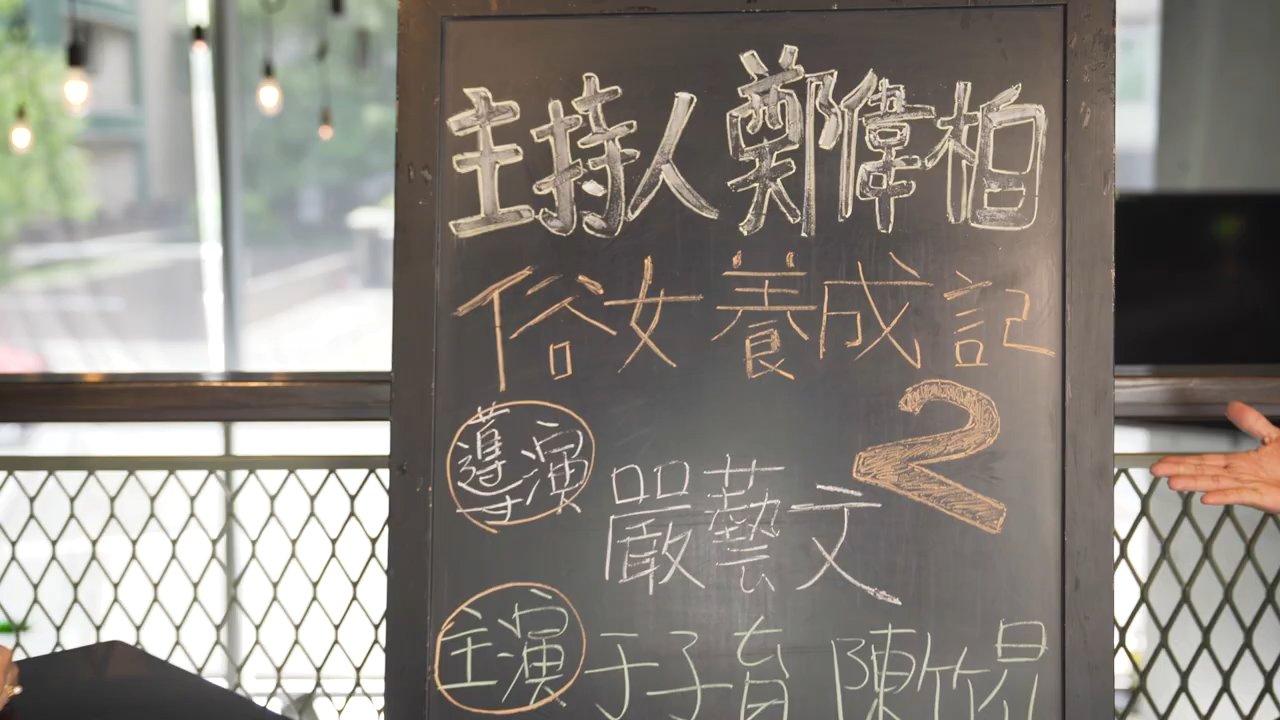 主持人 鄭偉柏
俗女養成記
2
導演 嚴藝文
主演 于子育 陳竹昇